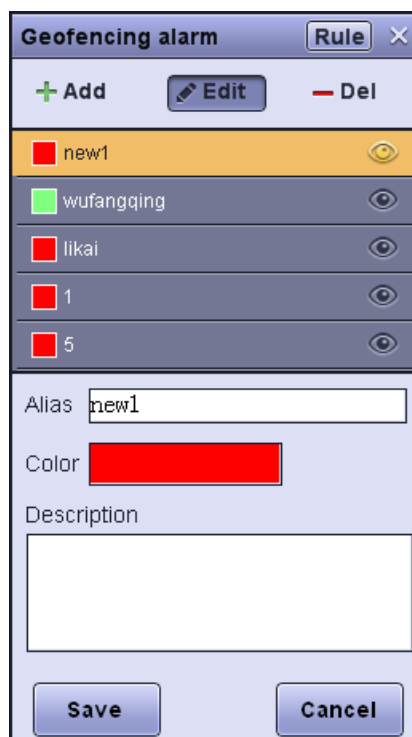 Geofencing alarm Rule
Add Edit Del
new1
wufangqing
likai
1
5
Alias new1
Color
Description
Save Cancel